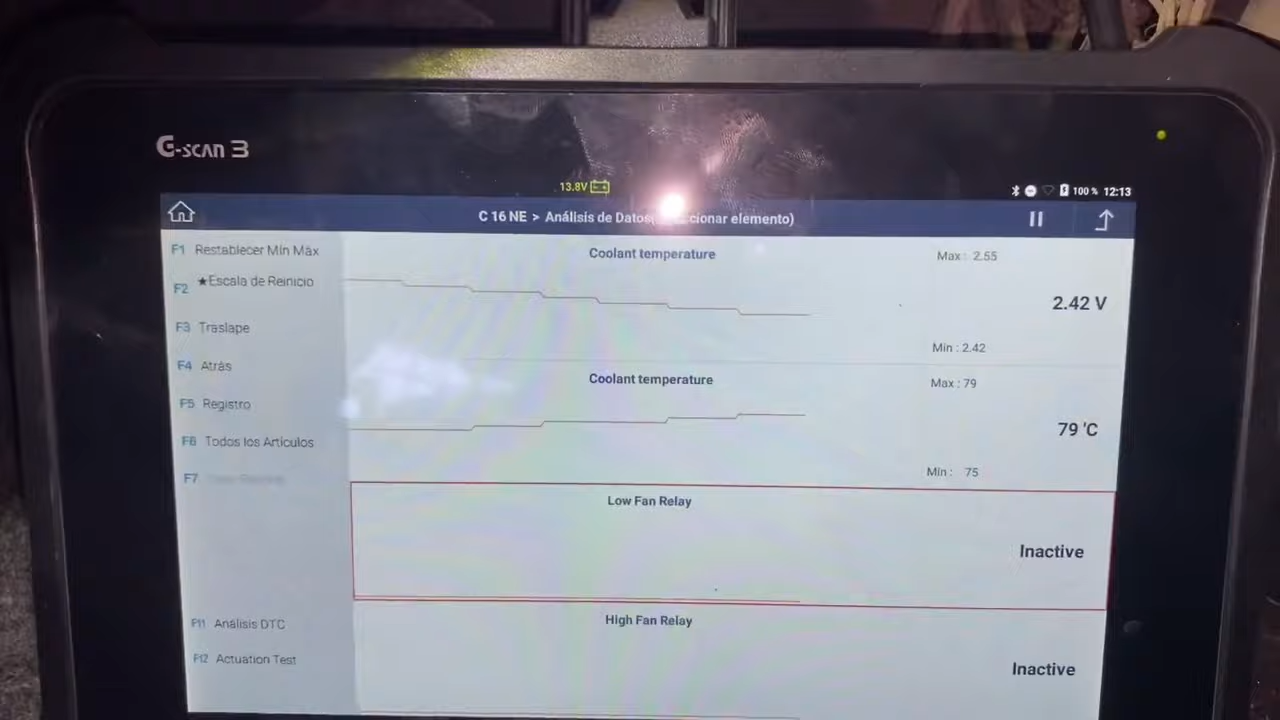 G-scan 3
13.8V
100 % 12:13
C 16 NE > Análisis de Datos cionar elemento)
F1 Restablecer Mín Máx
F2 ★Escala de Reinicio
F3 Traslape
F4 Atrás
F5 Registro
F6 Todos los Artículos
F7
F11 Análisis DTC
F12 Actuation Test
Coolant temperature
Max : 2.55
2.42 V
Min : 2.42
Coolant temperature
Max : 79
79 'C
Min : 75
Low Fan Relay
Inactive
High Fan Relay
Inactive